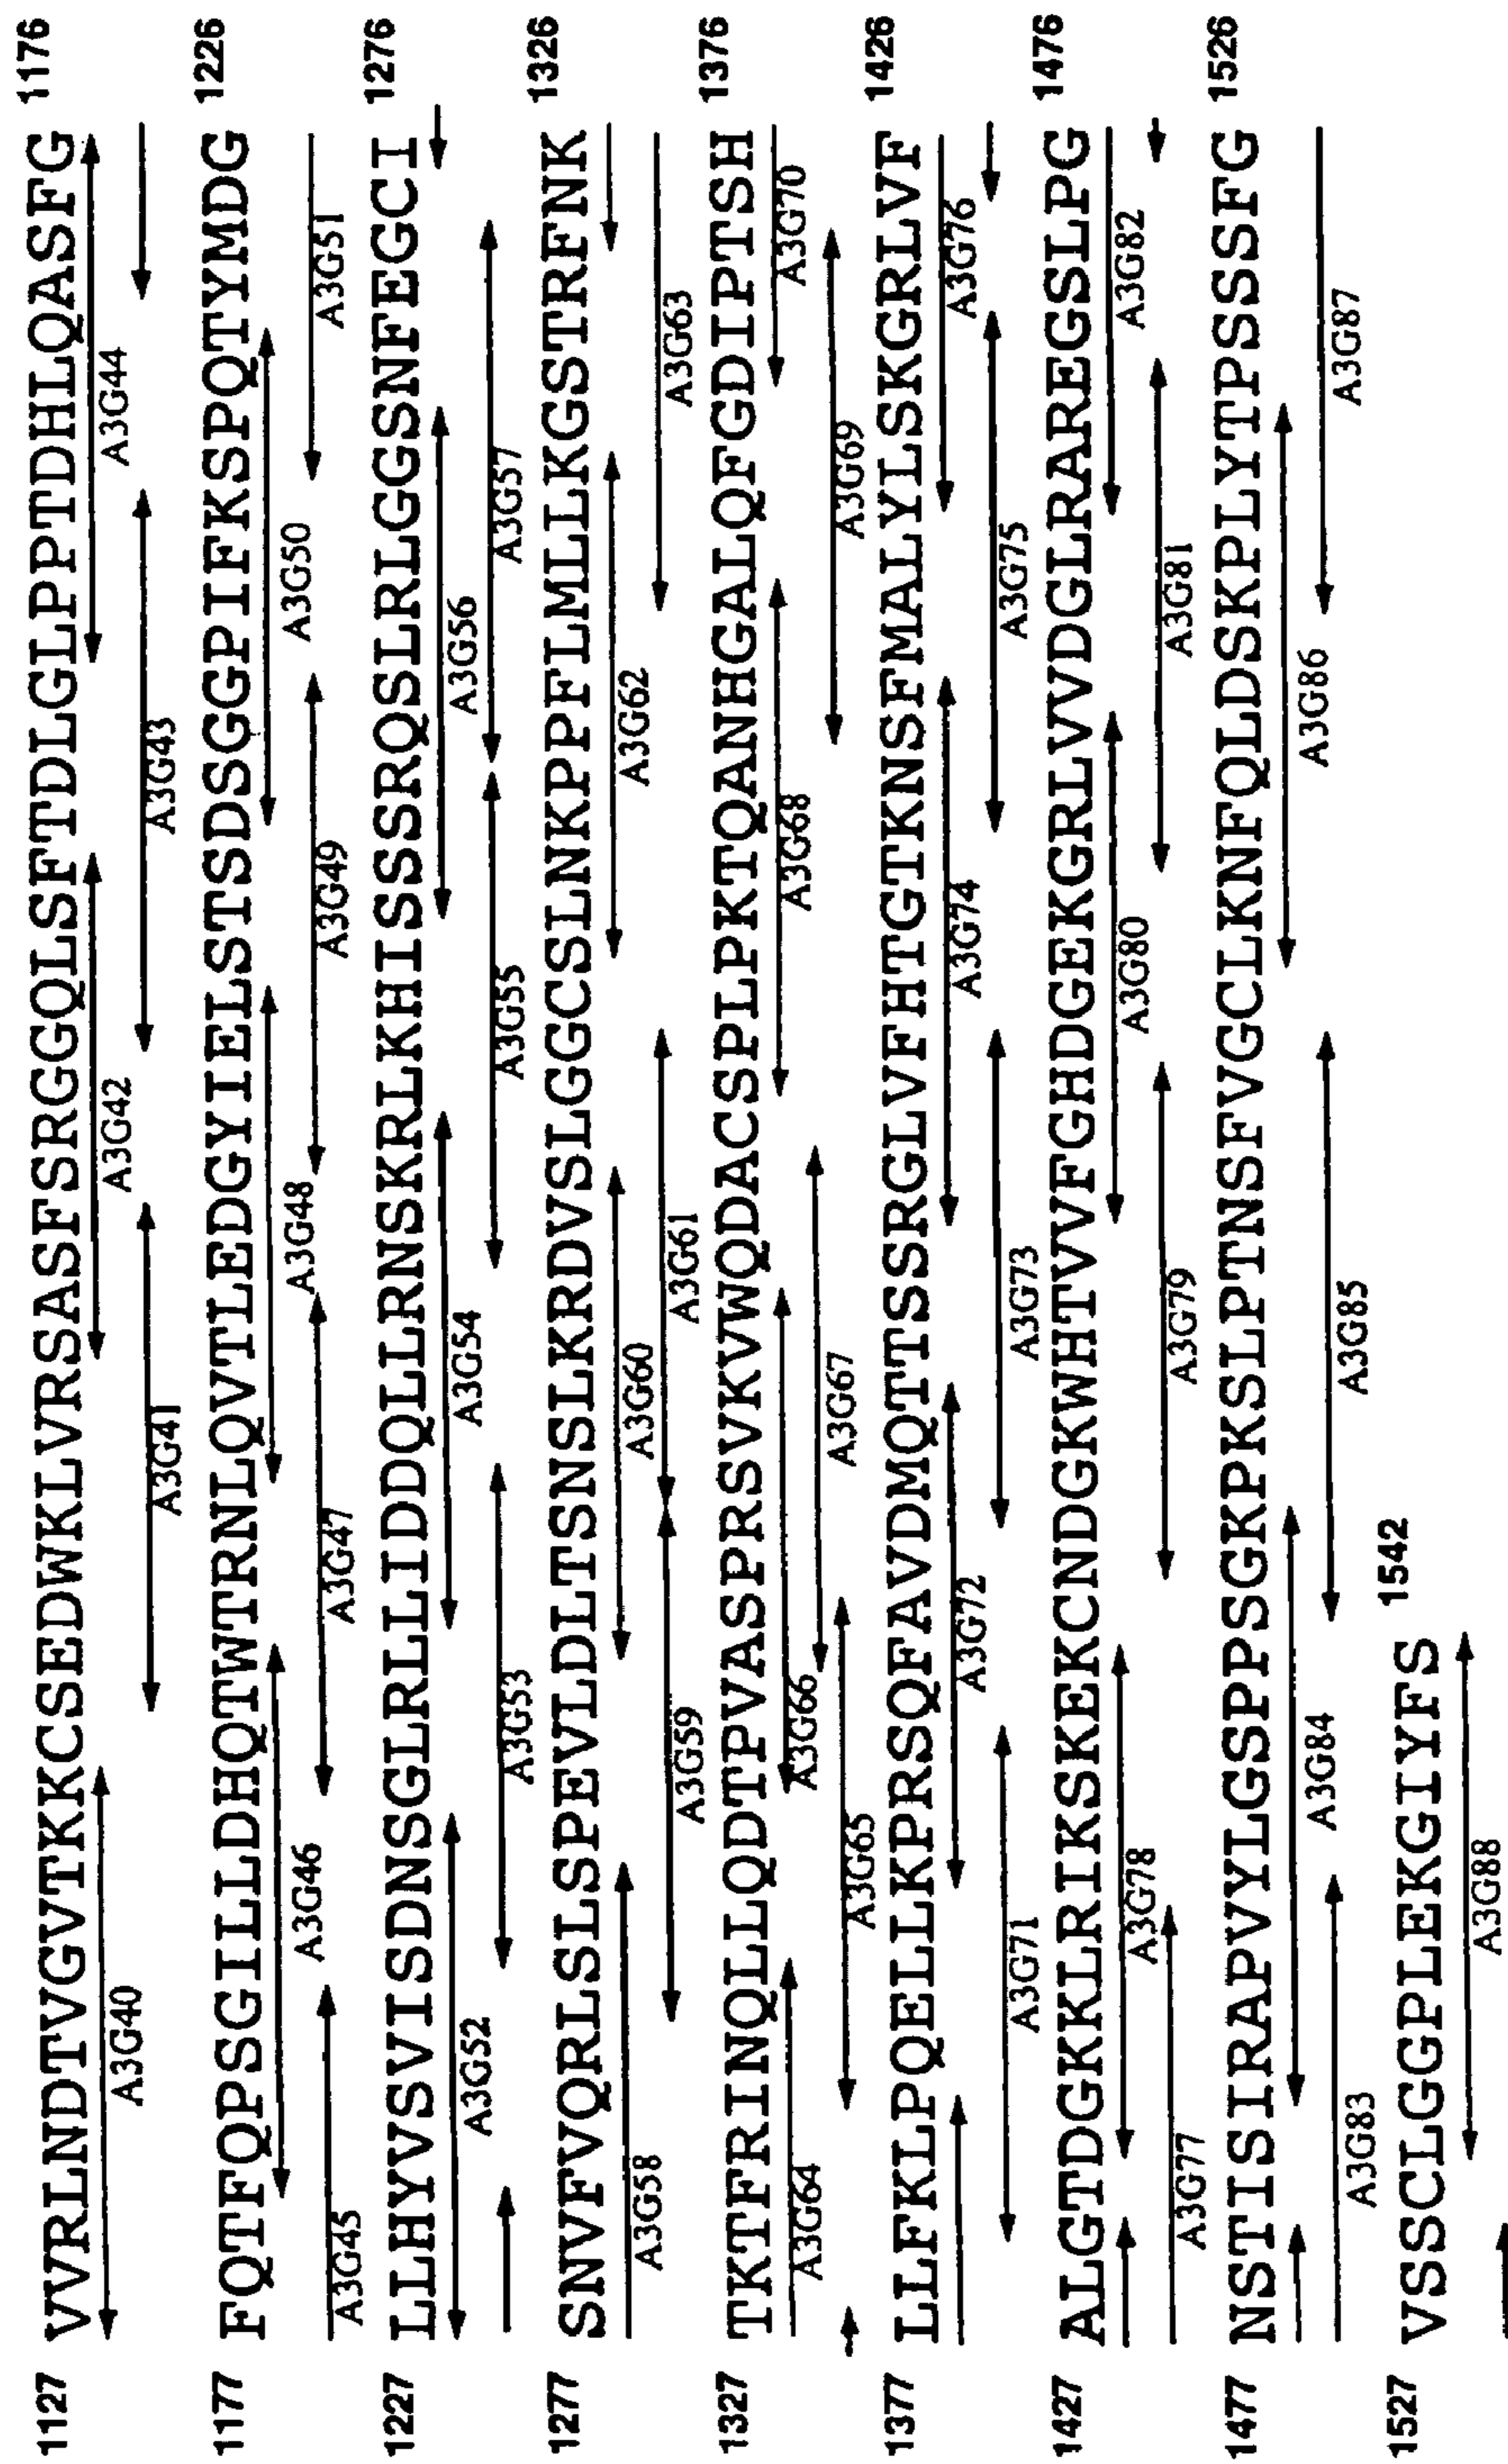 1127 VVRLNDTVGVTKKCSEDWKLVRSASFSRGGQLSFTDLGLPPTDHLQASFG 1176
A3G40 A3G42 A3G44
A3G41 A3G43
1177 FQTFQPSGILLDHQTWTRNLQVTLEDGYIELSTSDSGGPIFKSPQTYMDG 1226
A3G46 A3G48 A3G50
A3G45 A3G47 A3G49 A3G51
1227 LLHYVSVISDNSGLRLLIDDQLLRNSKRLKHISSSRQSLRLGGSNFEGCI 1276
A3G52 A3G54 A3G56
A3G53 A3G55 A3G57
1277 SNVFVQRLSLSPEVLDLTSNSLKRDVSLGGCSLNKPPFLMLLKGSTRFNK 1326
A3G58 A3G60 A3G62
A3G59 A3G61 A3G63
1327 TKTFRINQLLQDTPVASPRSVKVWQDACSPLPKTQANHGALQFGDIPTSH 1376
A3G64 A3G66 A3G68 A3G70
A3G65 A3G67 A3G69
1377 LLFKLPQELLKPRSQFAVDMQTTSSRGLVFHTGTKNSFMALYLSKGRLVF 1426
A3G72 A3G74 A3G76
A3G71 A3G73 A3G75
1427 ALGTDGKKLRIKSKEKCNDGKWHTVVFGHDGEKGRLVVDGLRAREGSLPG 1476
A3G78 A3G80 A3G82
A3G77 A3G79 A3G81
1477 NSTISIRAPVYLGSPPSGKPKSLPTNSFVGCLKNFQLDSKPLYTPSSSFG 1526
A3G84 A3G86
A3G83 A3G85 A3G87
1527 VSSCLGGPLEKGIYFS 1542
A3G88